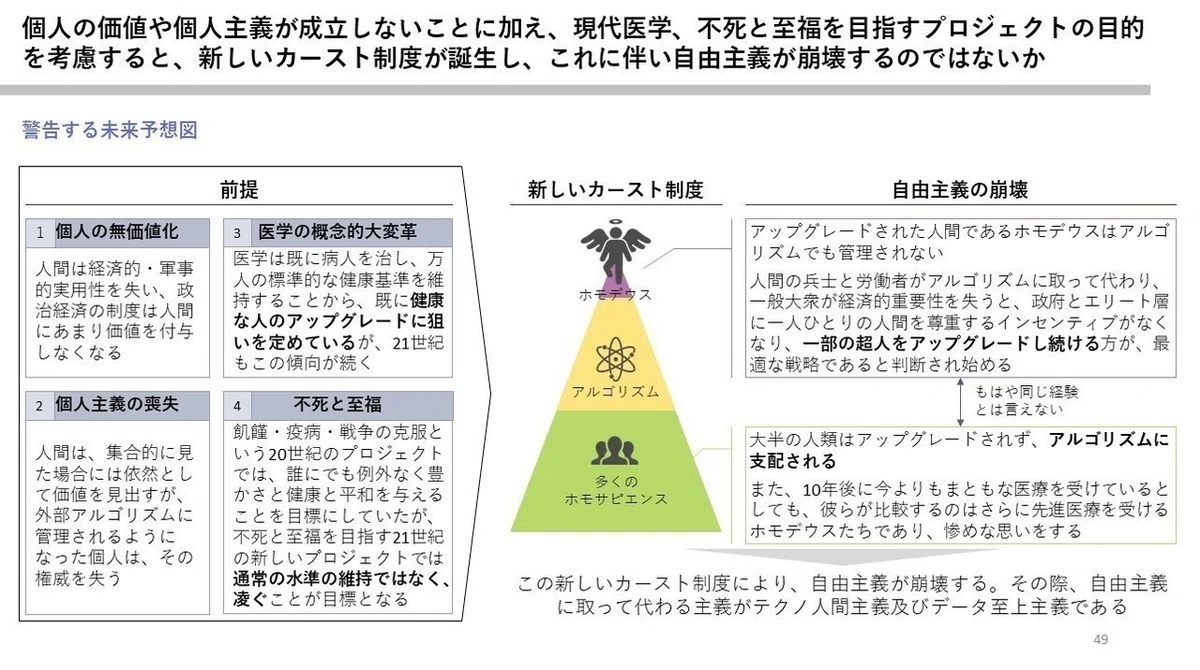 個人の価値や個人主義が成立しないことに加え、現代医学、不死と至福を目指すプロジェクトの目的
を考慮すると、新しいカースト制度が誕生し、これに伴い自由主義が崩壊するのではないか
警告する未来予想図
前提
1 個人の無価値化
人間は経済的・軍事
的実用性を失い、政
治経済の制度は人間
にあまり価値を付与
しなくなる
2 個人主義の喪失
人間は、集合的に見
た場合には依然とし
て価値を見出すが、
外部アルゴリズムに
管理されるように
なった個人は、その
権威を失う
3 医学の概念的大変革
医学は既に病人を治し、万
人の標準的な健康基準を維
持することから、既に健康
な人のアップグレードに狙
いを定めているが、21世紀
もこの傾向が続く
4 不死と至福
飢饉・疫病・戦争の克服と
いう20世紀のプロジェクト
では、誰にでも例外なく豊
かさと健康と平和を与える
ことを目標にしていたが、
不死と至福を目指す21世紀
の新しいプロジェクトでは
通常の水準の維持ではなく、
凌ぐことが目標となる
新しいカースト制度
ホモデウス
アルゴリズム
多くの
ホモサピエンス
自由主義の崩壊
アップグレードされた人間であるホモデウスはアルゴ
リズムでも管理されない
人間の兵士と労働者がアルゴリズムに取って代わり、
一般大衆が経済的重要性を失うと、政府とエリート層
に一人ひとりの人間を尊重するインセンティブがなく
なり、一部の超人をアップグレードし続ける方が、最
適な戦略であると判断され始める
もはや同じ経験
とは言えない
大半の人類はアップグレードされず、アルゴリズムに
支配される
また、10年後に今よりもまともな医療を受けていると
しても、彼らが比較するのはさらに先進医療を受ける
ホモデウスたちであり、惨めな思いをする
この新しいカースト制度により、自由主義が崩壊する。その際、自由主義
に取って代わる主義がテクノ人間主義及びデータ至上主義である
49